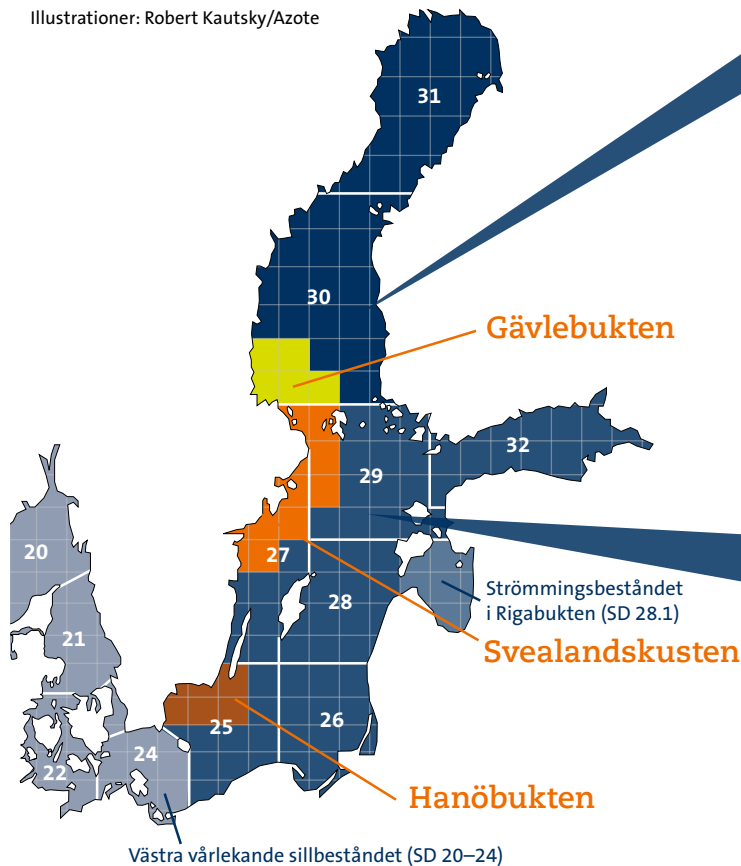 Illustrationer: Robert Kautsky/Azote
31
30
Gävlebukten
32
29
20
27
Strömmingsbeståndet
i Rigabukten (SD 28.1)
28
21
Svealandskusten
26
25
24
22
Hanöbukten
Västra vårlekande sillbeståndet (SD 20–24)